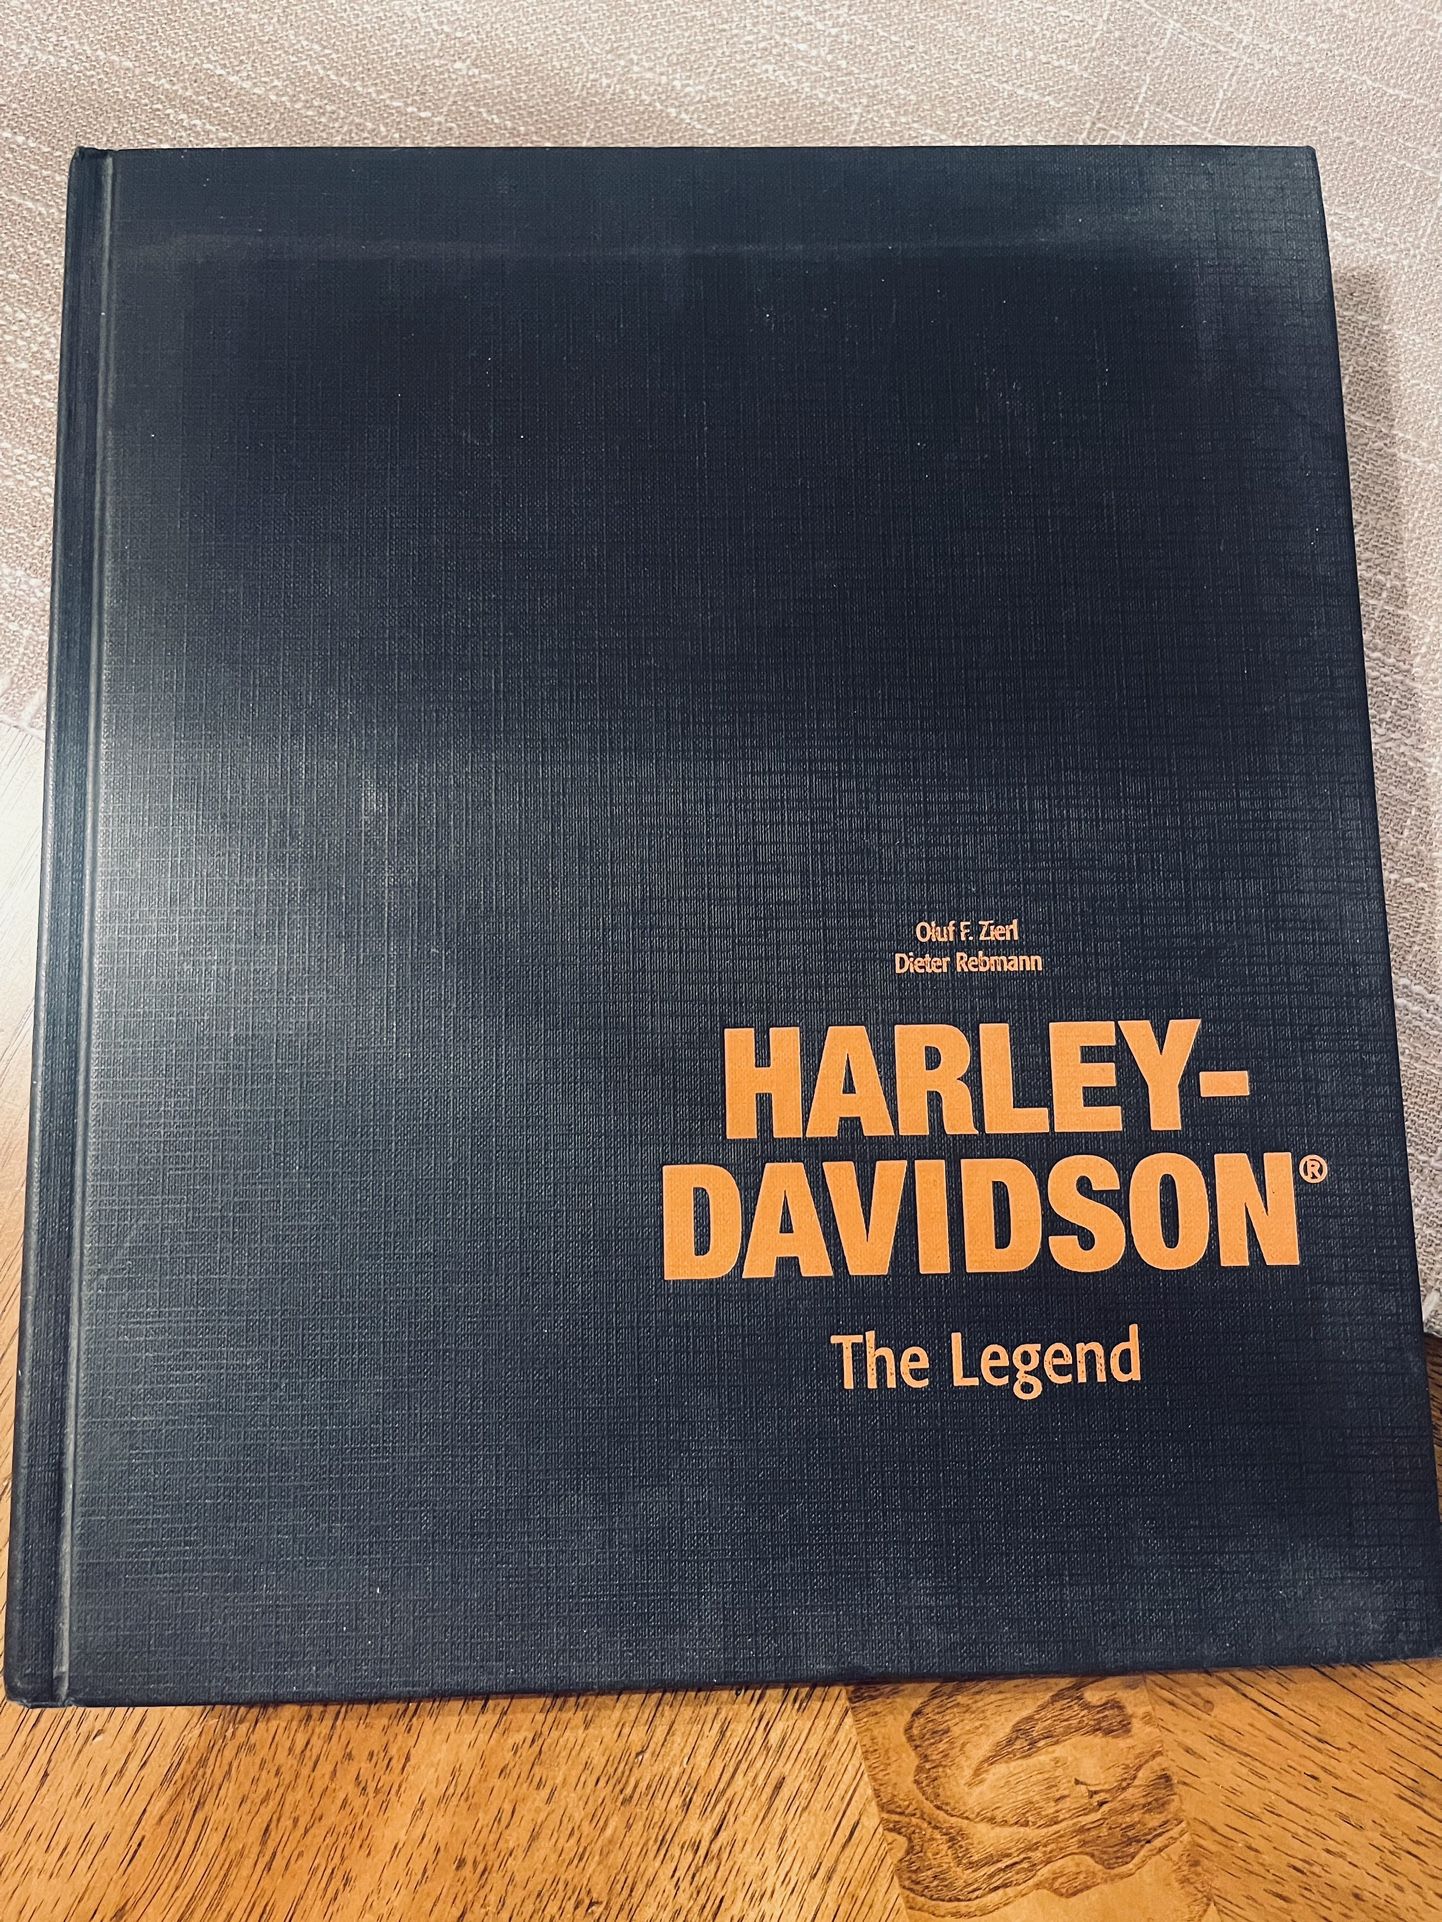 Oluf F. Zierl
Dieter Rebmann
HARLEY-
DAVIDSON®
The Legend